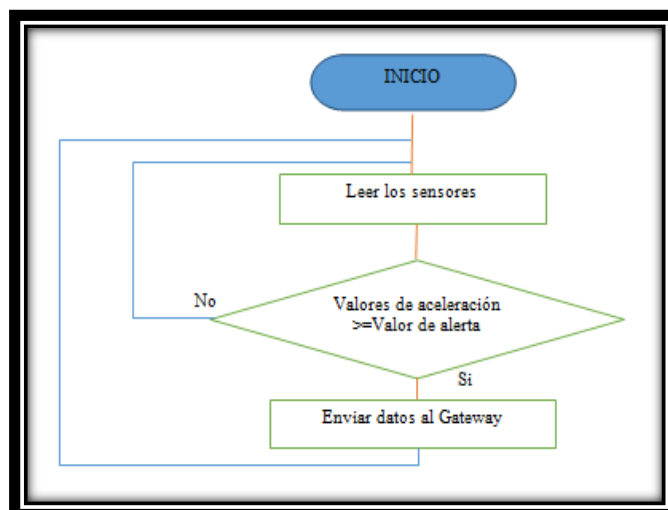 INICIO
Leer los sensores
No
Valores de aceleración
>=Valor de alerta
Si
Enviar datos al Gateway